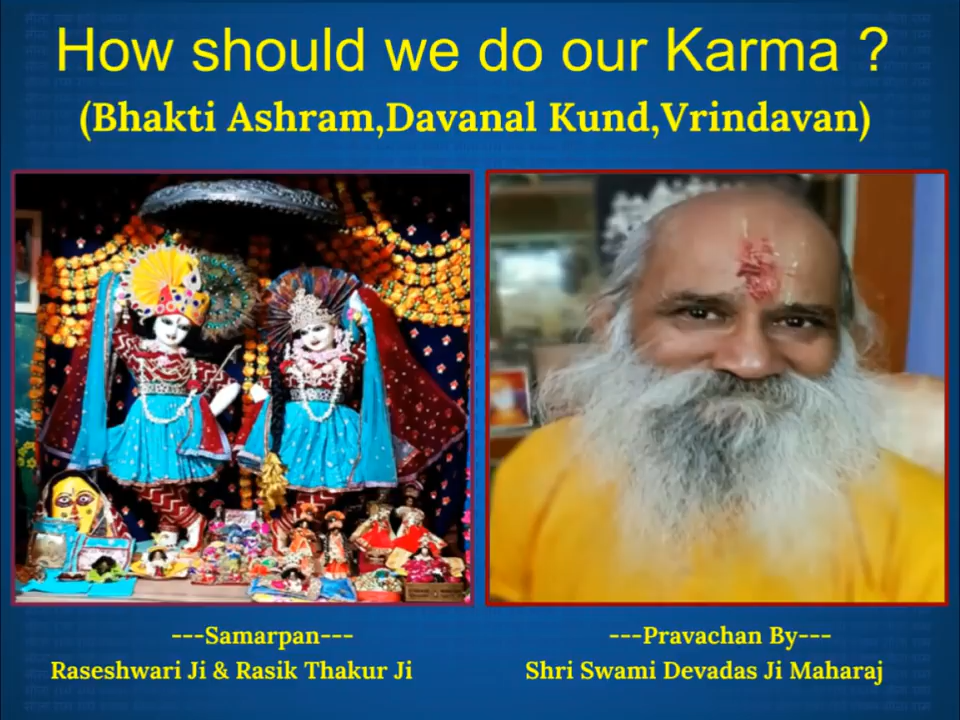 How should we do our Karma ?
(Bhakti Ashram,Davanal Kund,Vrindavan)
---Samarpan---
Raseshwari Ji & Rasik Thakur Ji
---Pravachan By---
Shri Swami Devadas Ji Maharaj